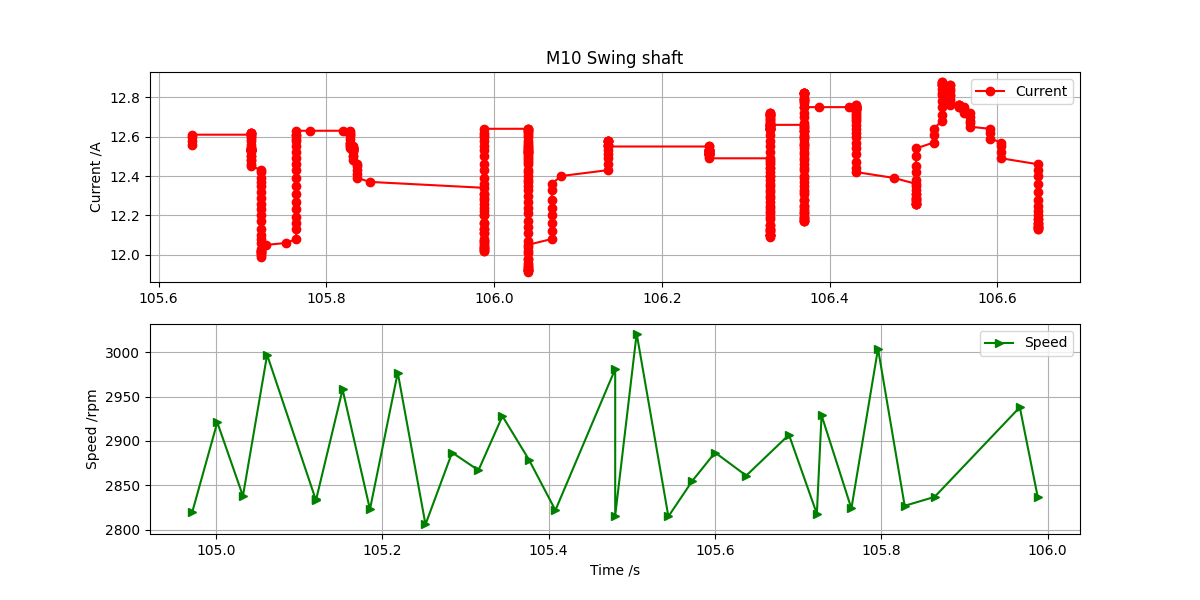 M10 Swing shaft
Current /A
12.8
12.6
12.4
12.2
12.0
Current
105.6 105.8 106.0 106.2 106.4 106.6
Speed /rpm
3000
2950
2900
2850
2800
Speed
105.0 105.2 105.4 105.6 105.8 106.0
Time /s